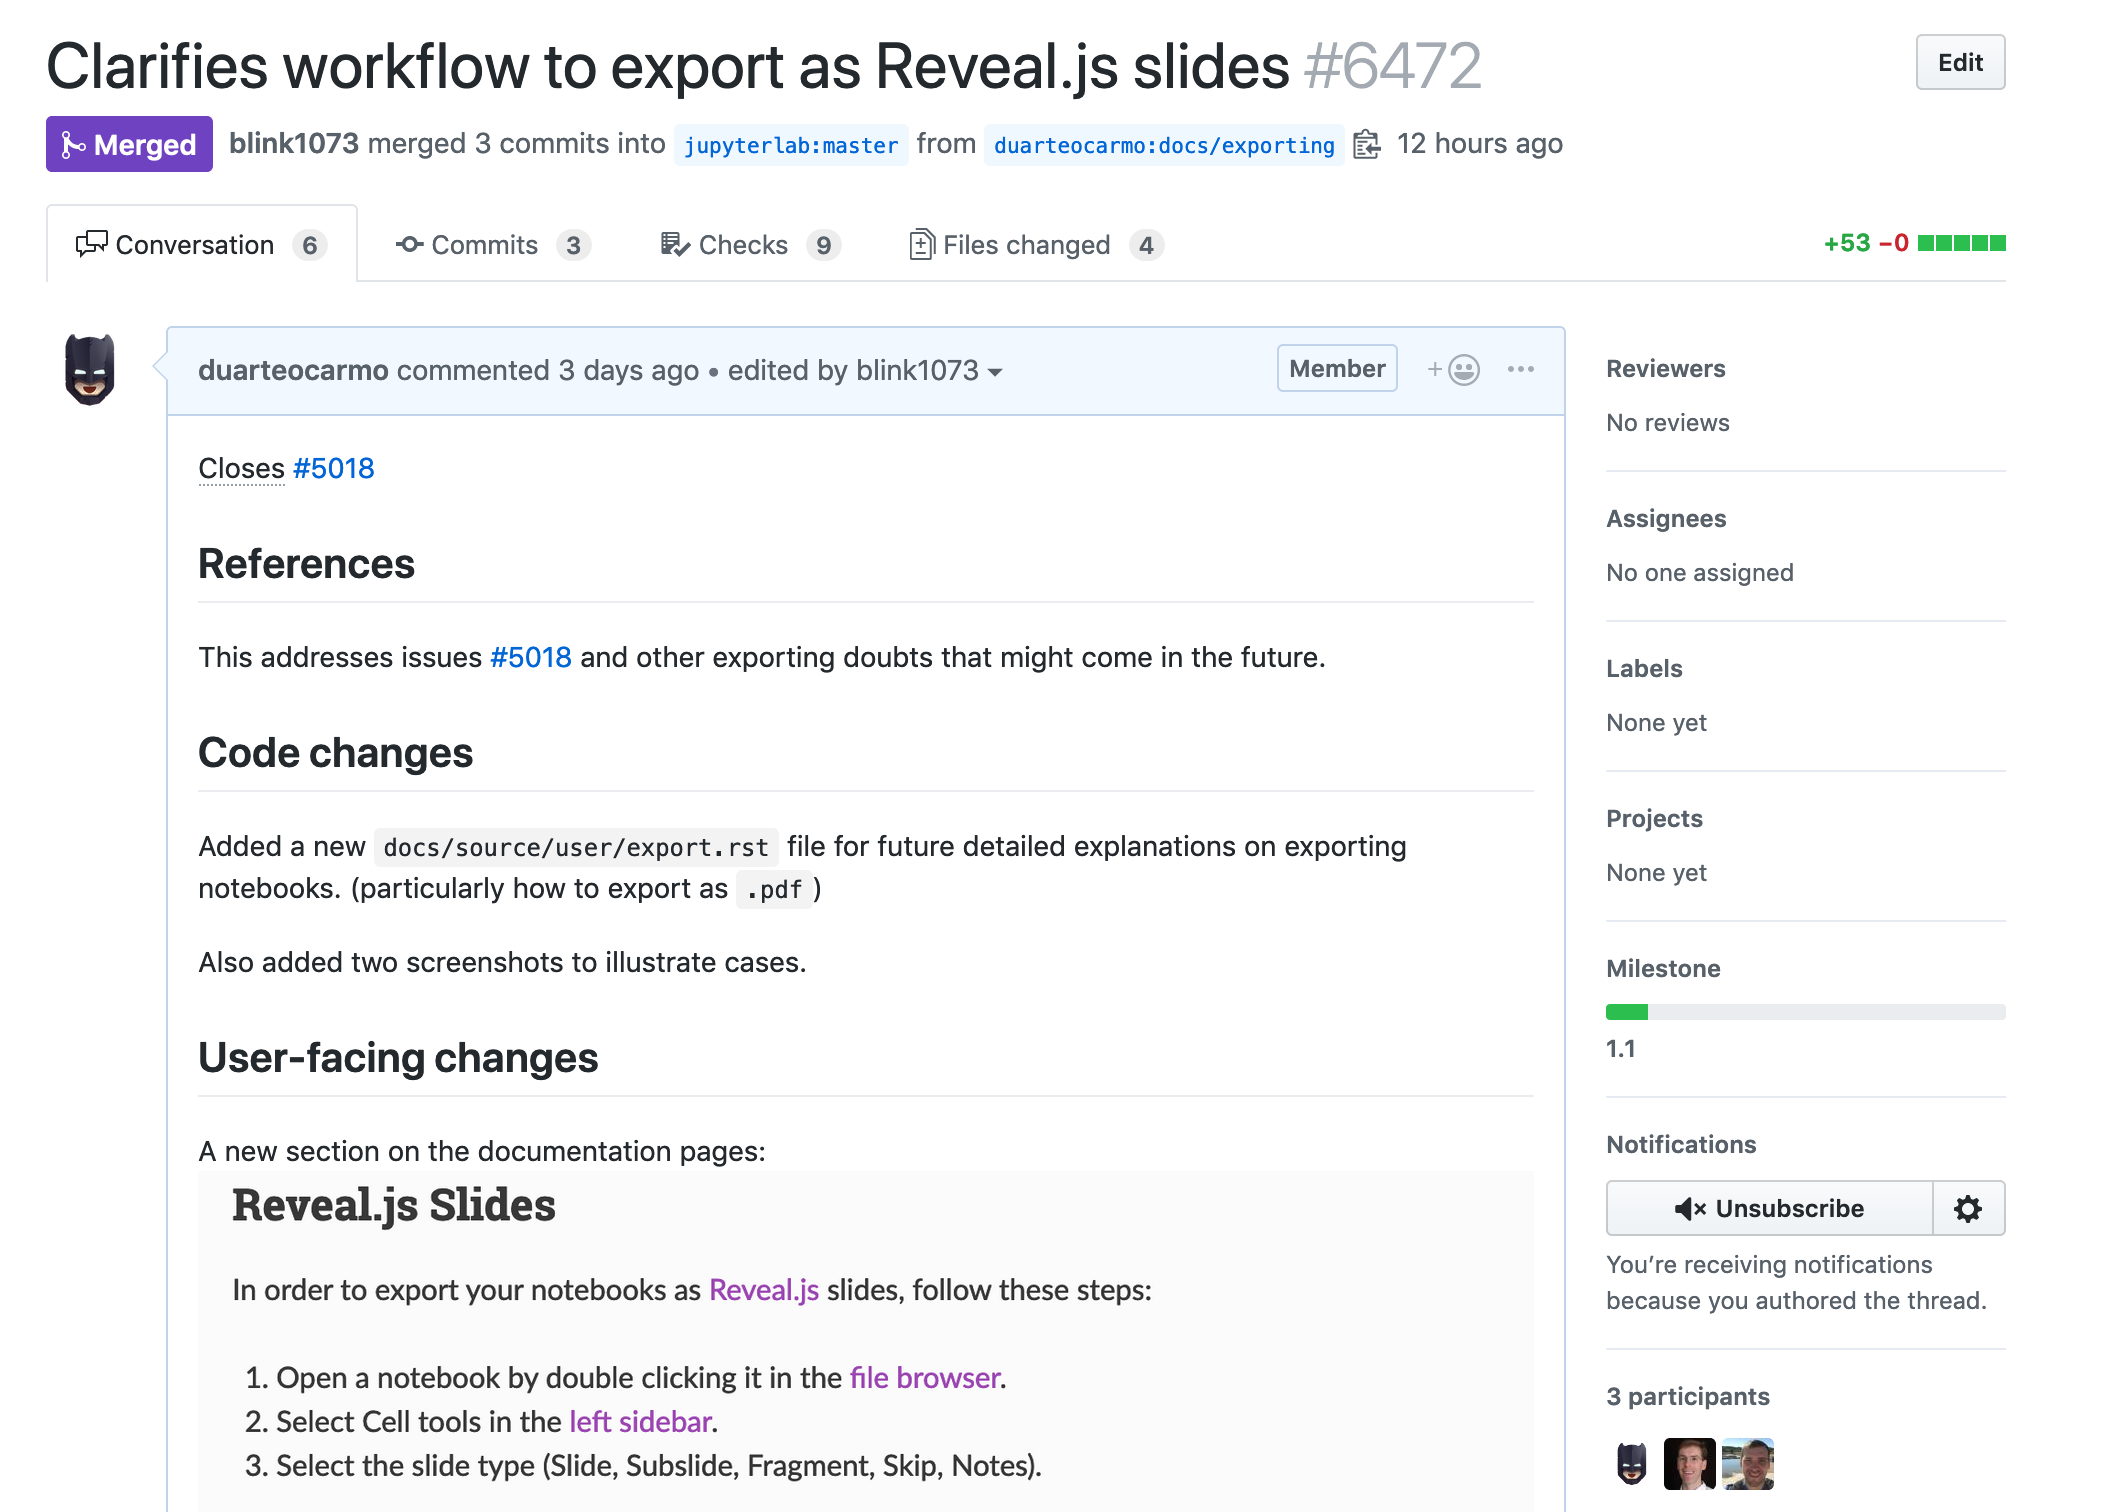 Clarifies workflow to export as Reveal.js slides #6472
Edit
Merged blink1073 merged 3 commits into jupyterlab:master from duarteocarmo:docs/exporting 12 hours ago
Conversation 6 Commits 3 Checks 9 Files changed 4 +53 −0
duarteocarmo commented 3 days ago • edited by blink1073 Member
Closes #5018
References
This addresses issues #5018 and other exporting doubts that might come in the future.
Code changes
Added a new docs/source/user/export.rst file for future detailed explanations on exporting
notebooks. (particularly how to export as .pdf )
Also added two screenshots to illustrate cases.
User-facing changes
A new section on the documentation pages:
Reveal.js Slides
In order to export your notebooks as Reveal.js slides, follow these steps:
1. Open a notebook by double clicking it in the file browser.
2. Select Cell tools in the left sidebar.
3. Select the slide type (Slide, Subslide, Fragment, Skip, Notes).
Reviewers
No reviews
Assignees
No one assigned
Labels
None yet
Projects
None yet
Milestone
1.1
Notifications
Unsubscribe
You’re receiving notifications
because you authored the thread.
3 participants